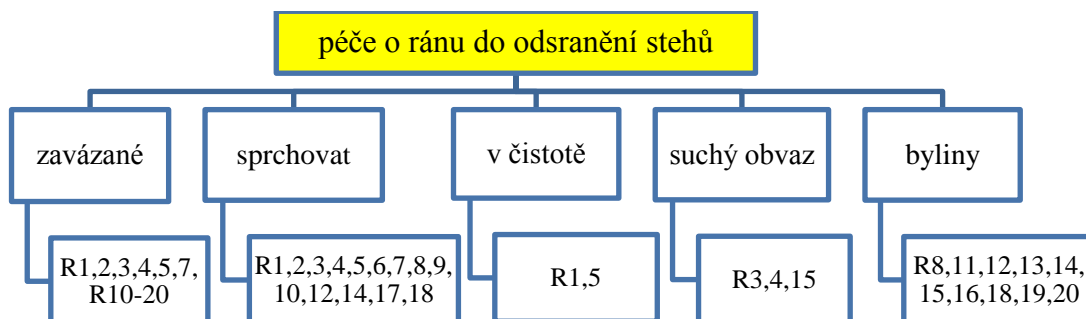 péče o ránu do odsranění stehů
zavázané
sprchovat
v čistotě
suchý obvaz
byliny
R1,2,3,4,5,7,
R10-20
R1,2,3,4,5,6,7,8,9,
10,12,14,17,18
R1,5
R3,4,15
R8,11,12,13,14,
15,16,18,19,20